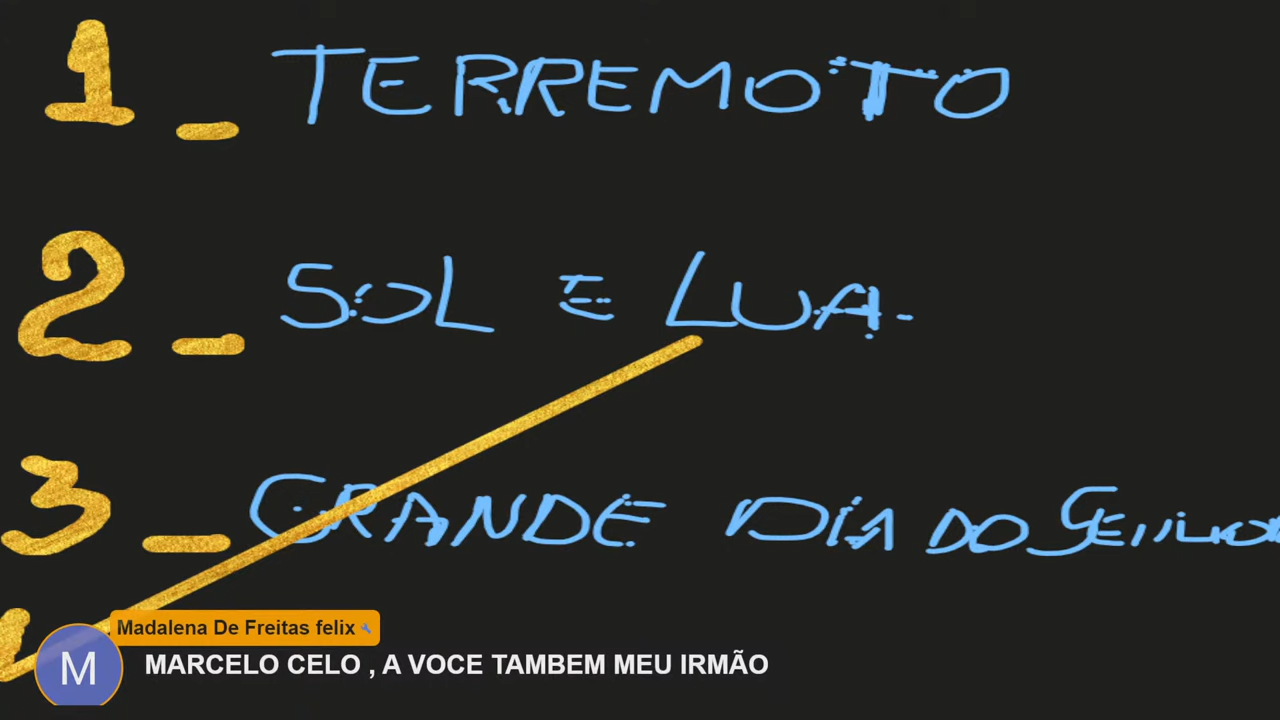 1_ TERREMOTO
2_ SOL E LUA.
3_ GRANDE DIA DO SENHOR
Madalena De Freitas felix
M
MARCELO CELO , A VOCE TAMBEM MEU IRMÃO